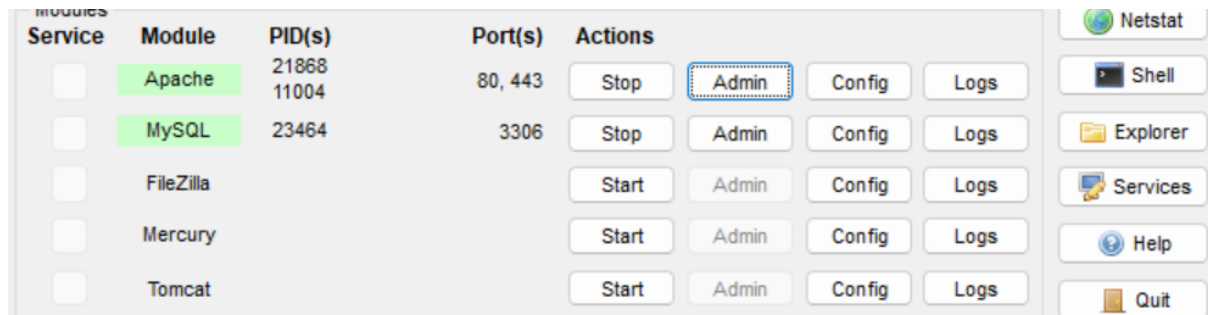 Modules
Service Module PID(s) Port(s) Actions
Apache 21868 11004 80, 443 Stop Admin Config Logs
MySQL 23464 3306 Stop Admin Config Logs
FileZilla Start Admin Config Logs
Mercury Start Admin Config Logs
Tomcat Start Admin Config Logs
Netstat
Shell
Explorer
Services
Help
Quit